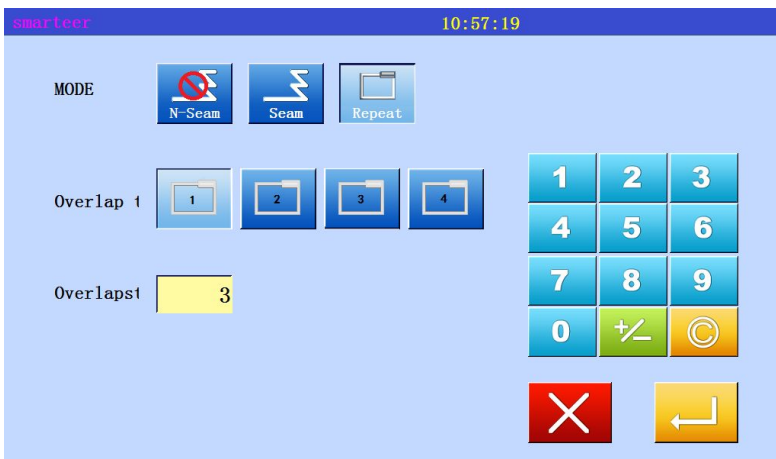 smarteer 10:57:19
MODE N-Seam Seam Repeat
Overlap t 1 2 3 4
Overlapst 3
1 2 3
4 5 6
7 8 9
0 +/- ©